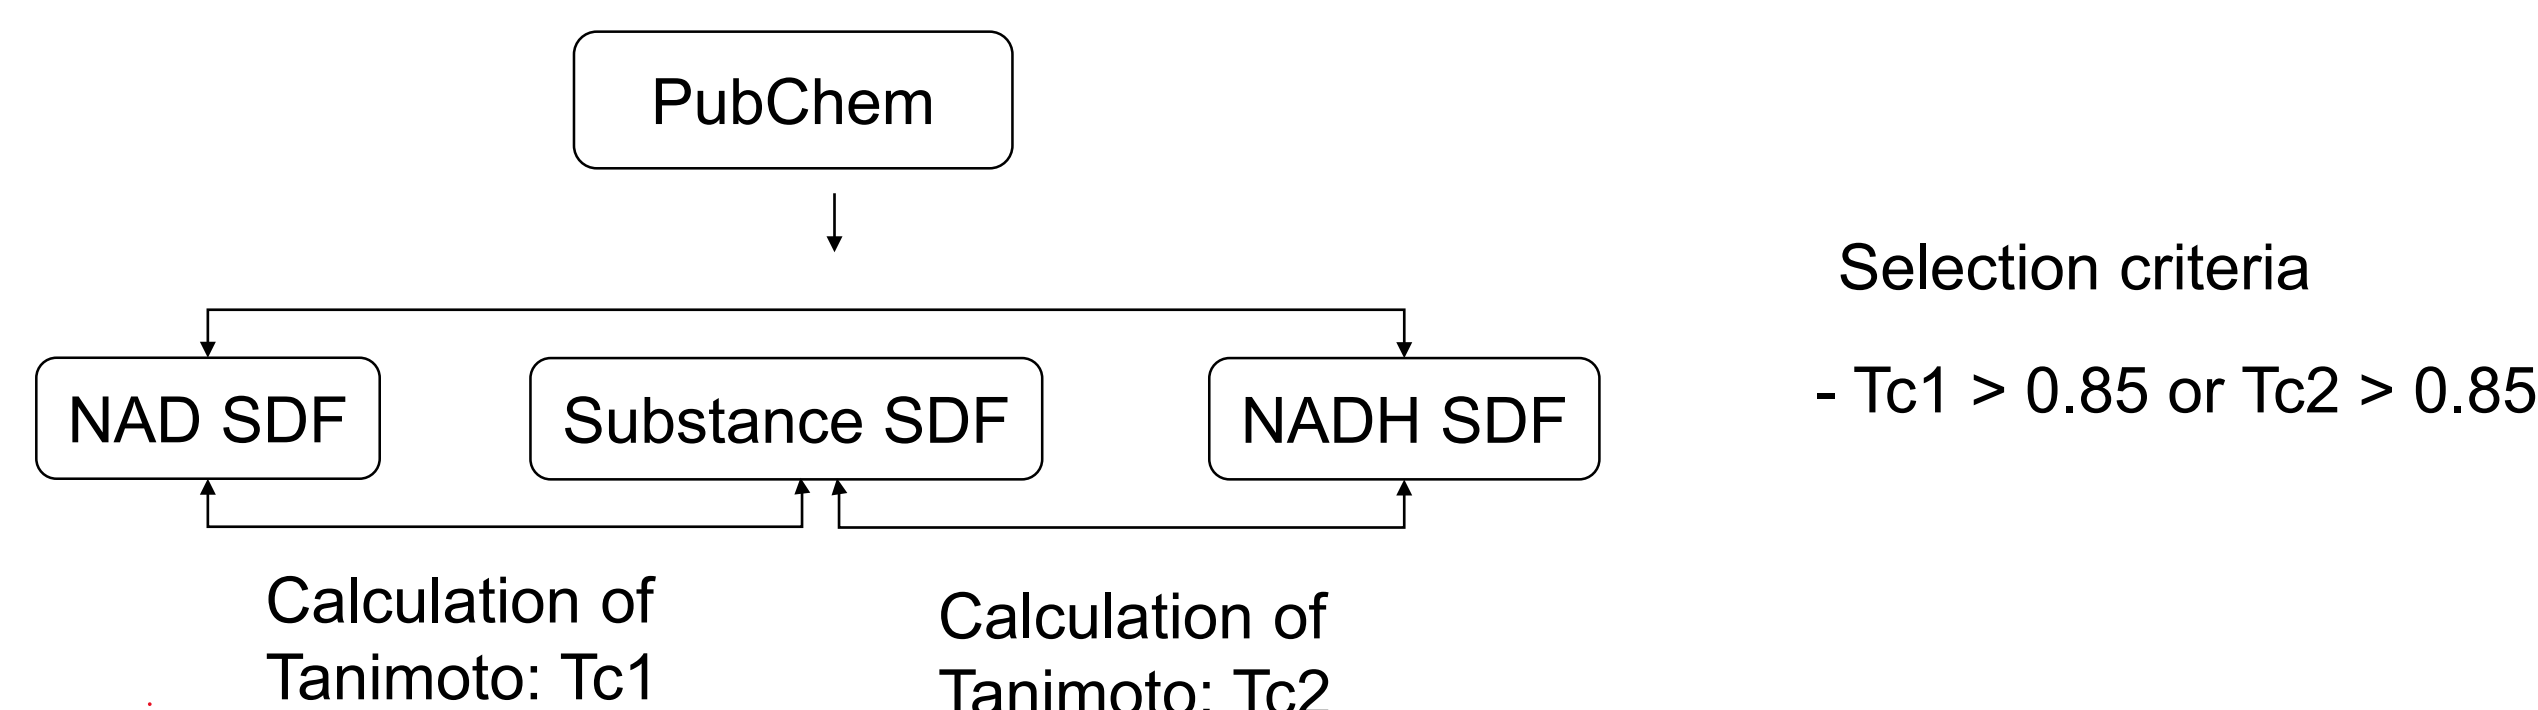 PubChem
Selection criteria
- Tc1 > 0.85 or Tc2 > 0.85
NAD SDF
Substance SDF
NADH SDF
Calculation of
Tanimoto: Tc1
Calculation of
Tanimoto: Tc2